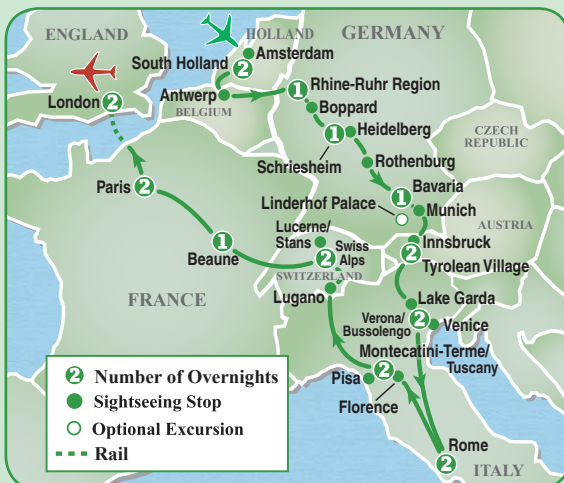 ENGLAND
HOLLAND
GERMANY
Amsterdam
South Holland
2
London
2
Antwerp
BELGIUM
1
Rhine-Ruhr Region
Boppard
1
Heidelberg
Schriesheim
CZECH
REPUBLIC
Rothenburg
Paris
2
1
Bavaria
Linderhof Palace
Munich
AUSTRIA
Lucerne/
Stans
1
Beaune
2
Swiss
Alps
Innsbruck
2
Tyrolean Village
SWITZERLAND
FRANCE
Lugano
Lake Garda
Verona/
Bussolengo
2
Venice
Montecatini-Terme/
Tuscany
2
Pisa
Florence
Rome
2
ITALY
2 Number of Overnights
Sightseeing Stop
Optional Excursion
Rail